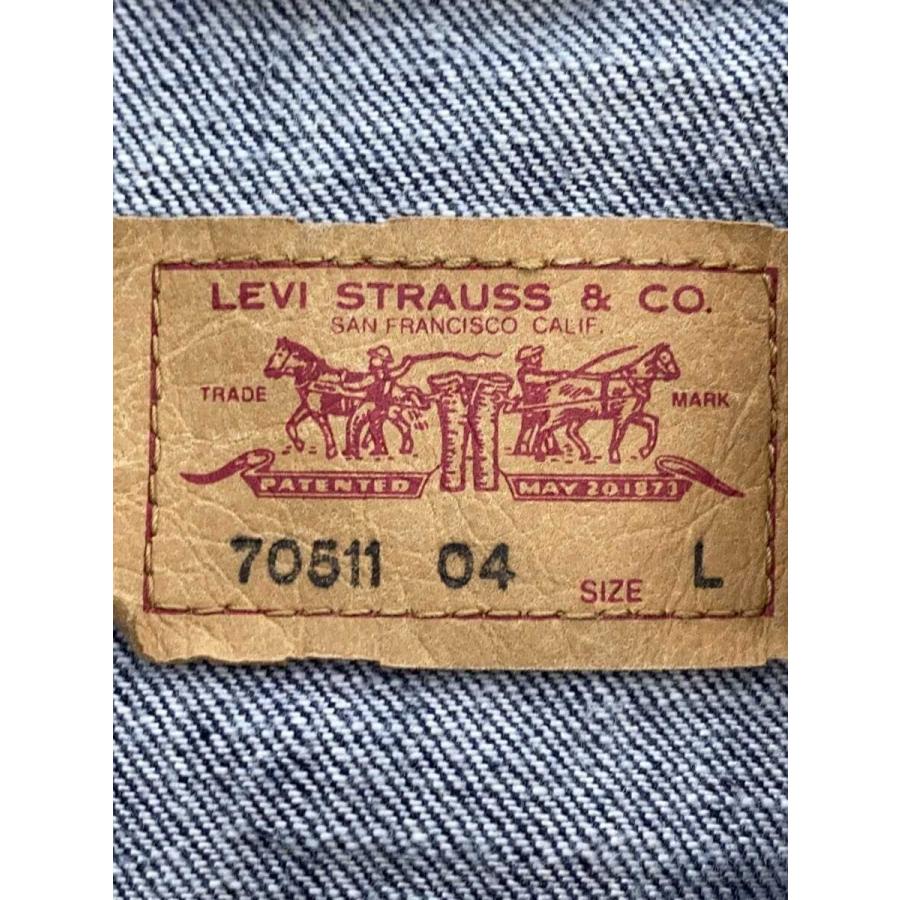 LEVI STRAUSS & CO.
SAN FRANCISCO CALIF.
TRADE MARK
PATENTED MAY 20 1873
70511 04 SIZE L